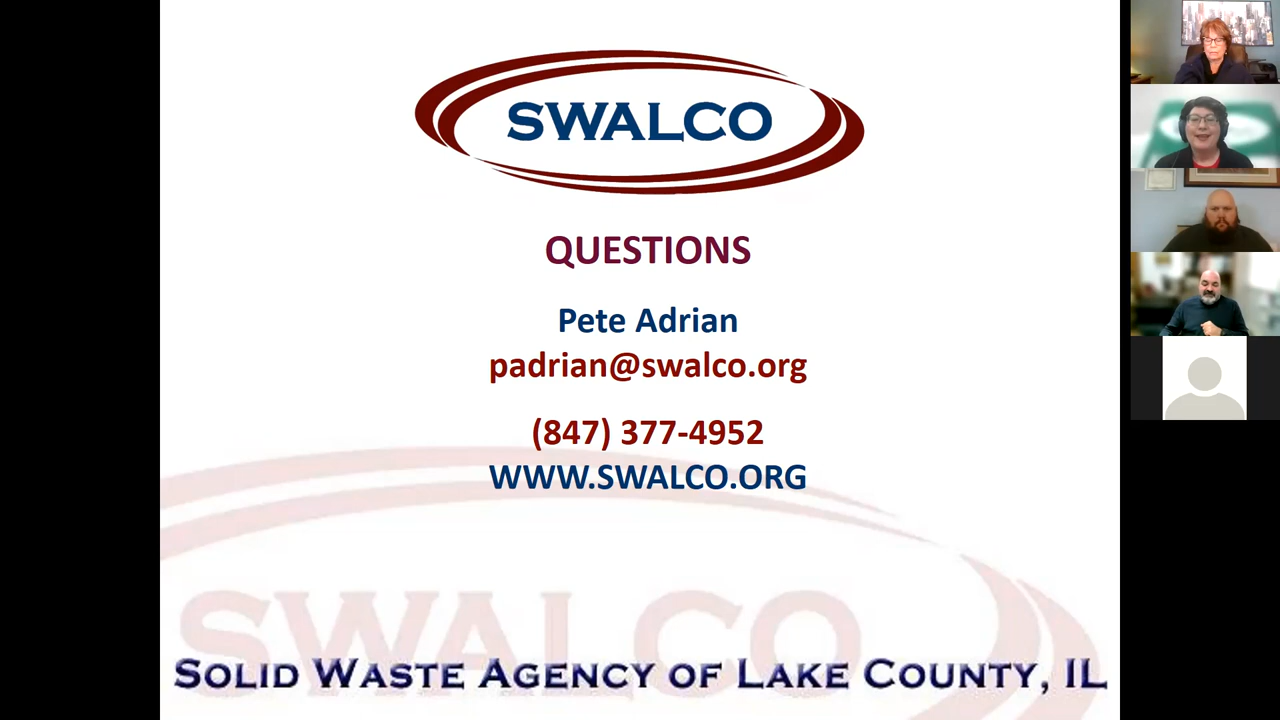 SWALCO
QUESTIONS
Pete Adrian
padrian@swalco.org
(847) 377-4952
WWW.SWALCO.ORG
SWALCO
SOLID WASTE AGENCY OF LAKE COUNTY, IL